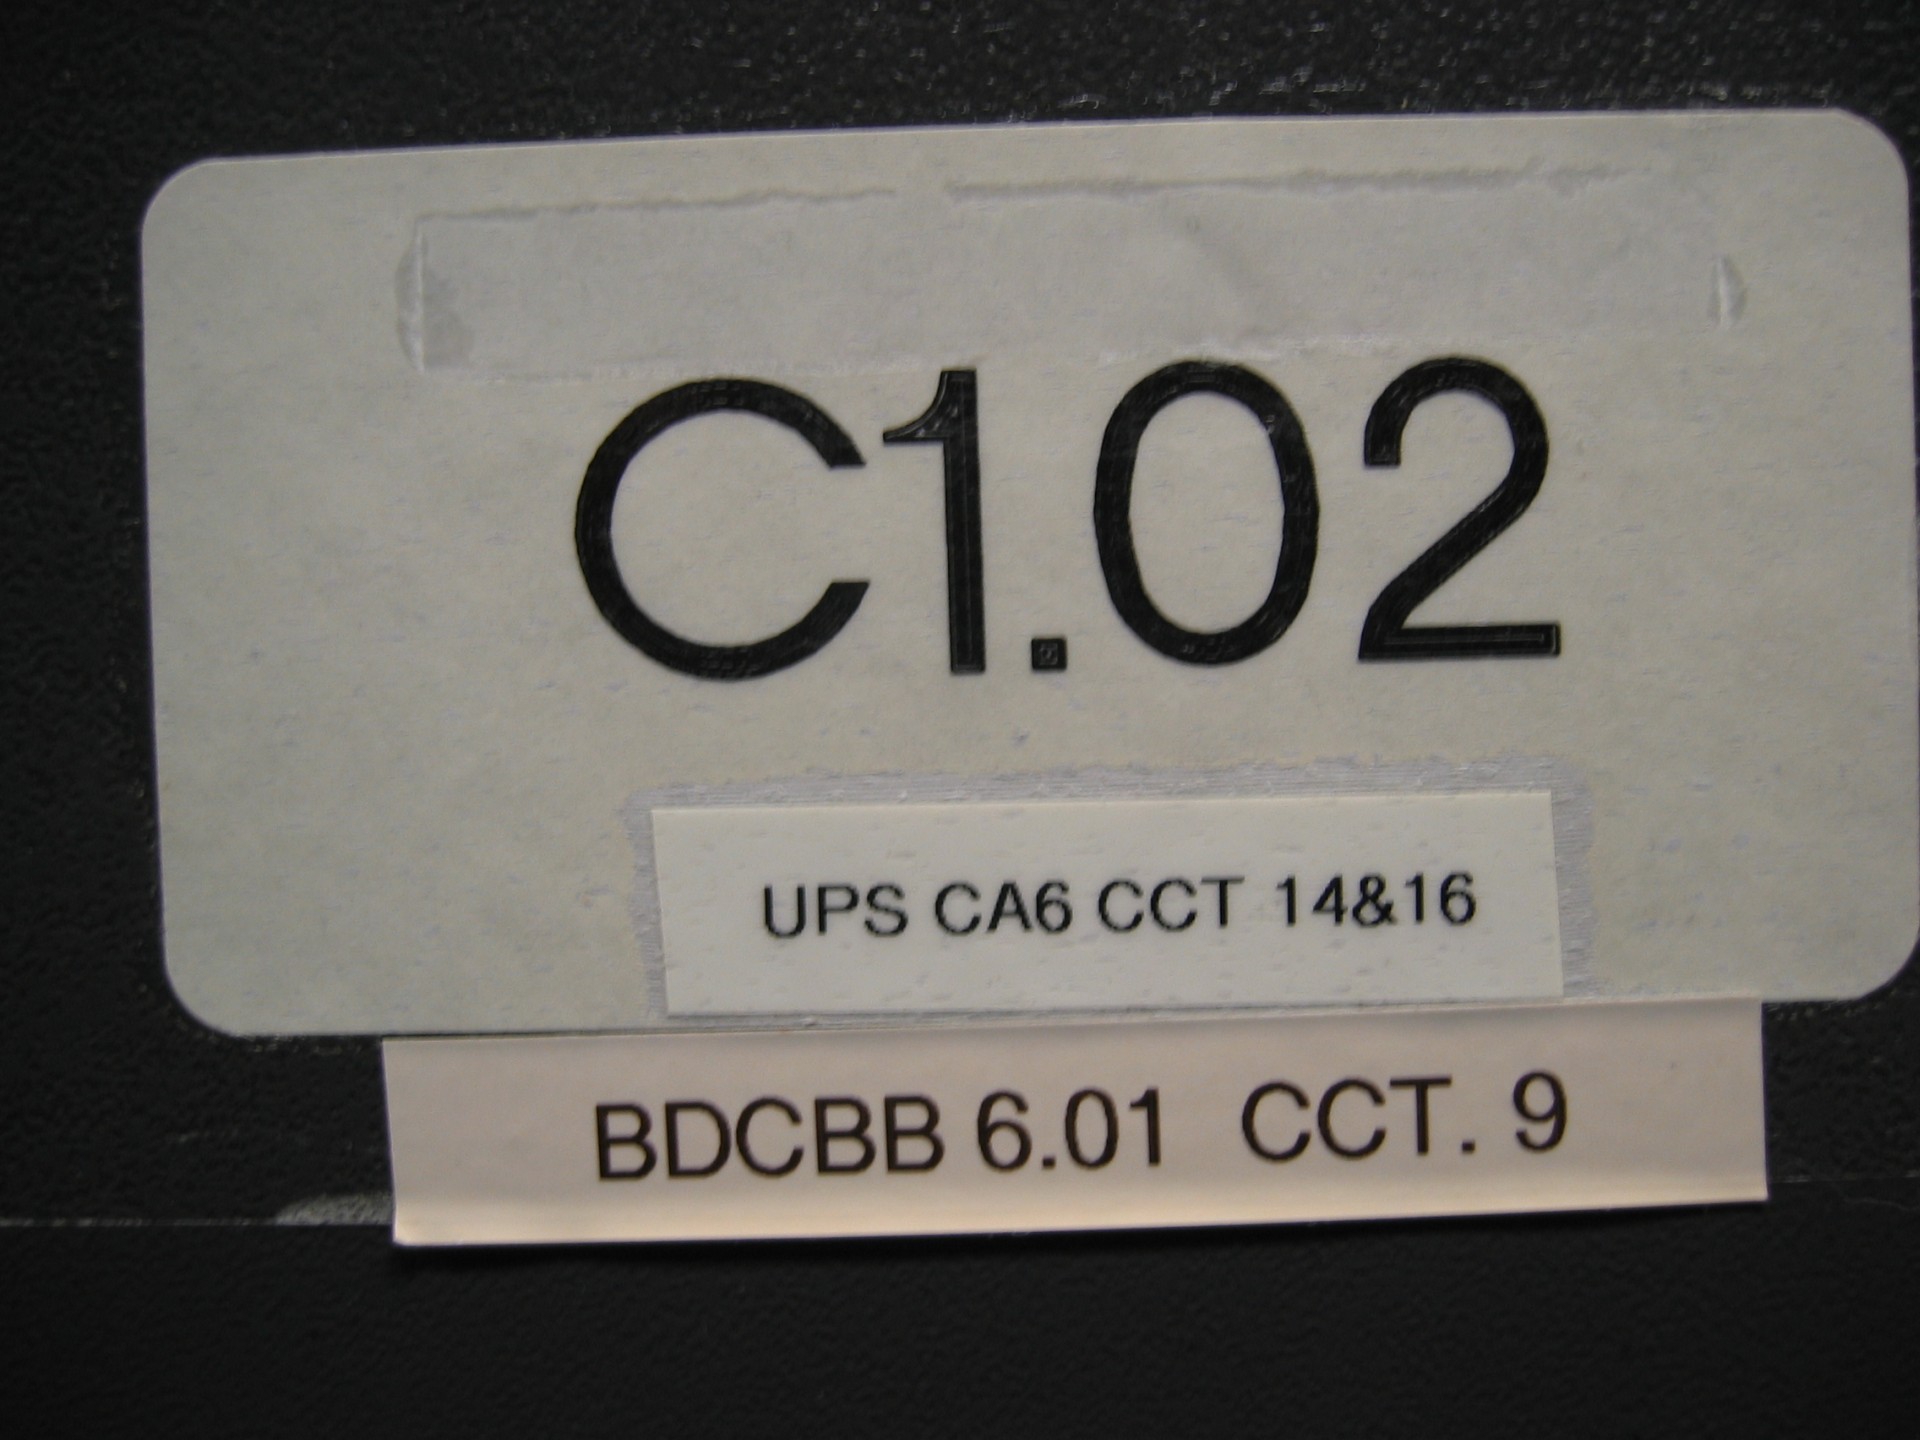 C1.02
UPS CA6 CCT 14&16
BDCBB 6.01 CCT. 9